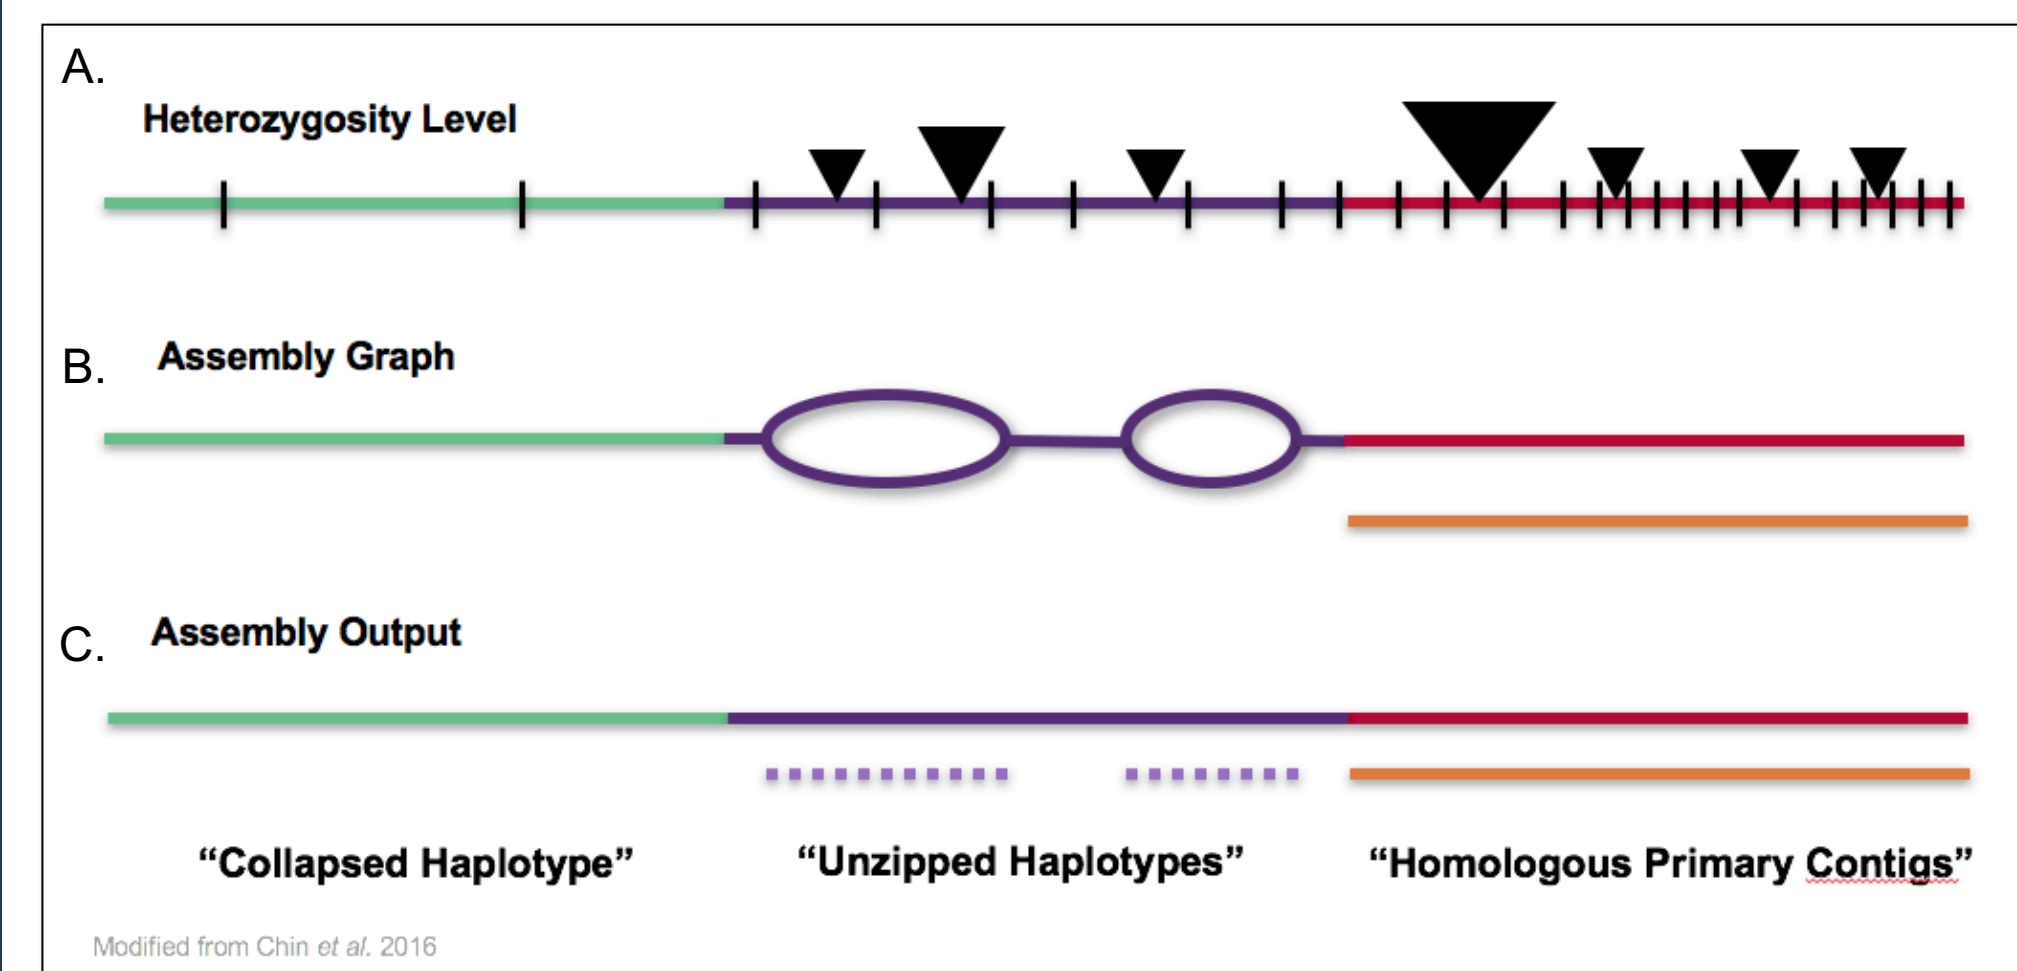 A.
Heterozygosity Level
B.
Assembly Graph
C.
Assembly Output
“Collapsed Haplotype” “Unzipped Haplotypes” “Homologous Primary Contigs”
Modified from Chin et al. 2016